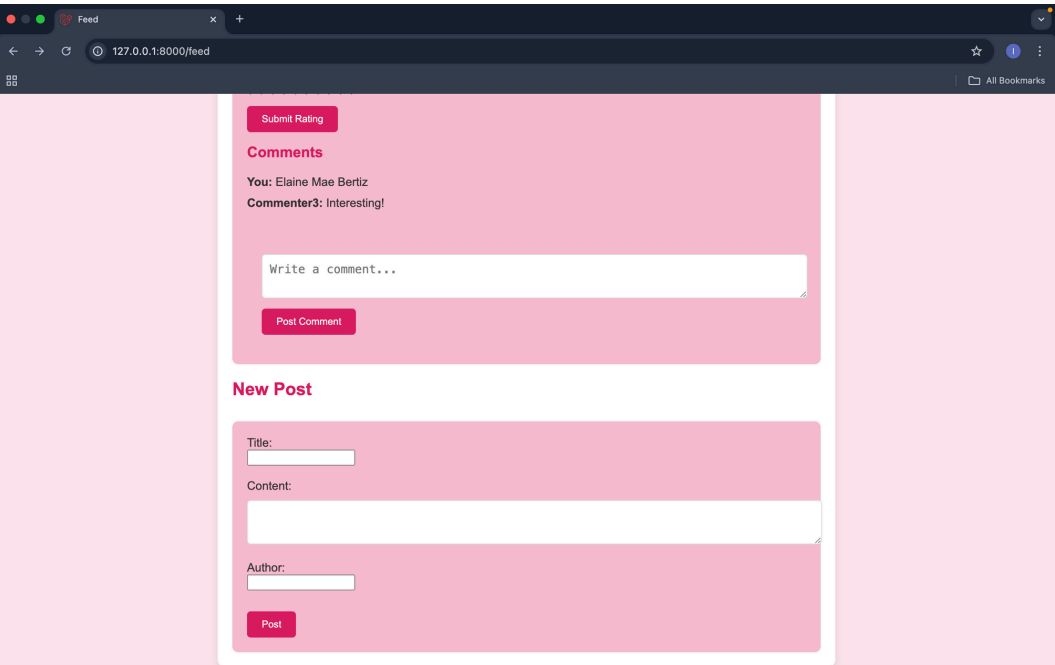 Feed
127.0.0.1:8000/feed
I
All Bookmarks
Submit Rating
Comments
You: Elaine Mae Bertiz
Commenter3: Interesting!
Write a comment...
Post Comment
New Post
Title:
Content:
Author:
Post